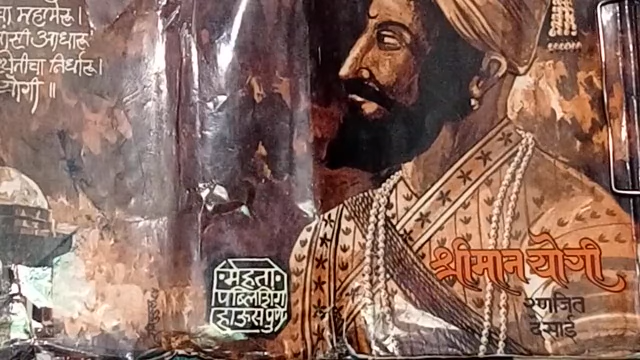 महामेरू।
आधारू
निर्धारू।
योगी ॥
मेहता
पब्लिशिंग
हाऊस पुणे
श्रीमान योगी
रणजित
देसाई